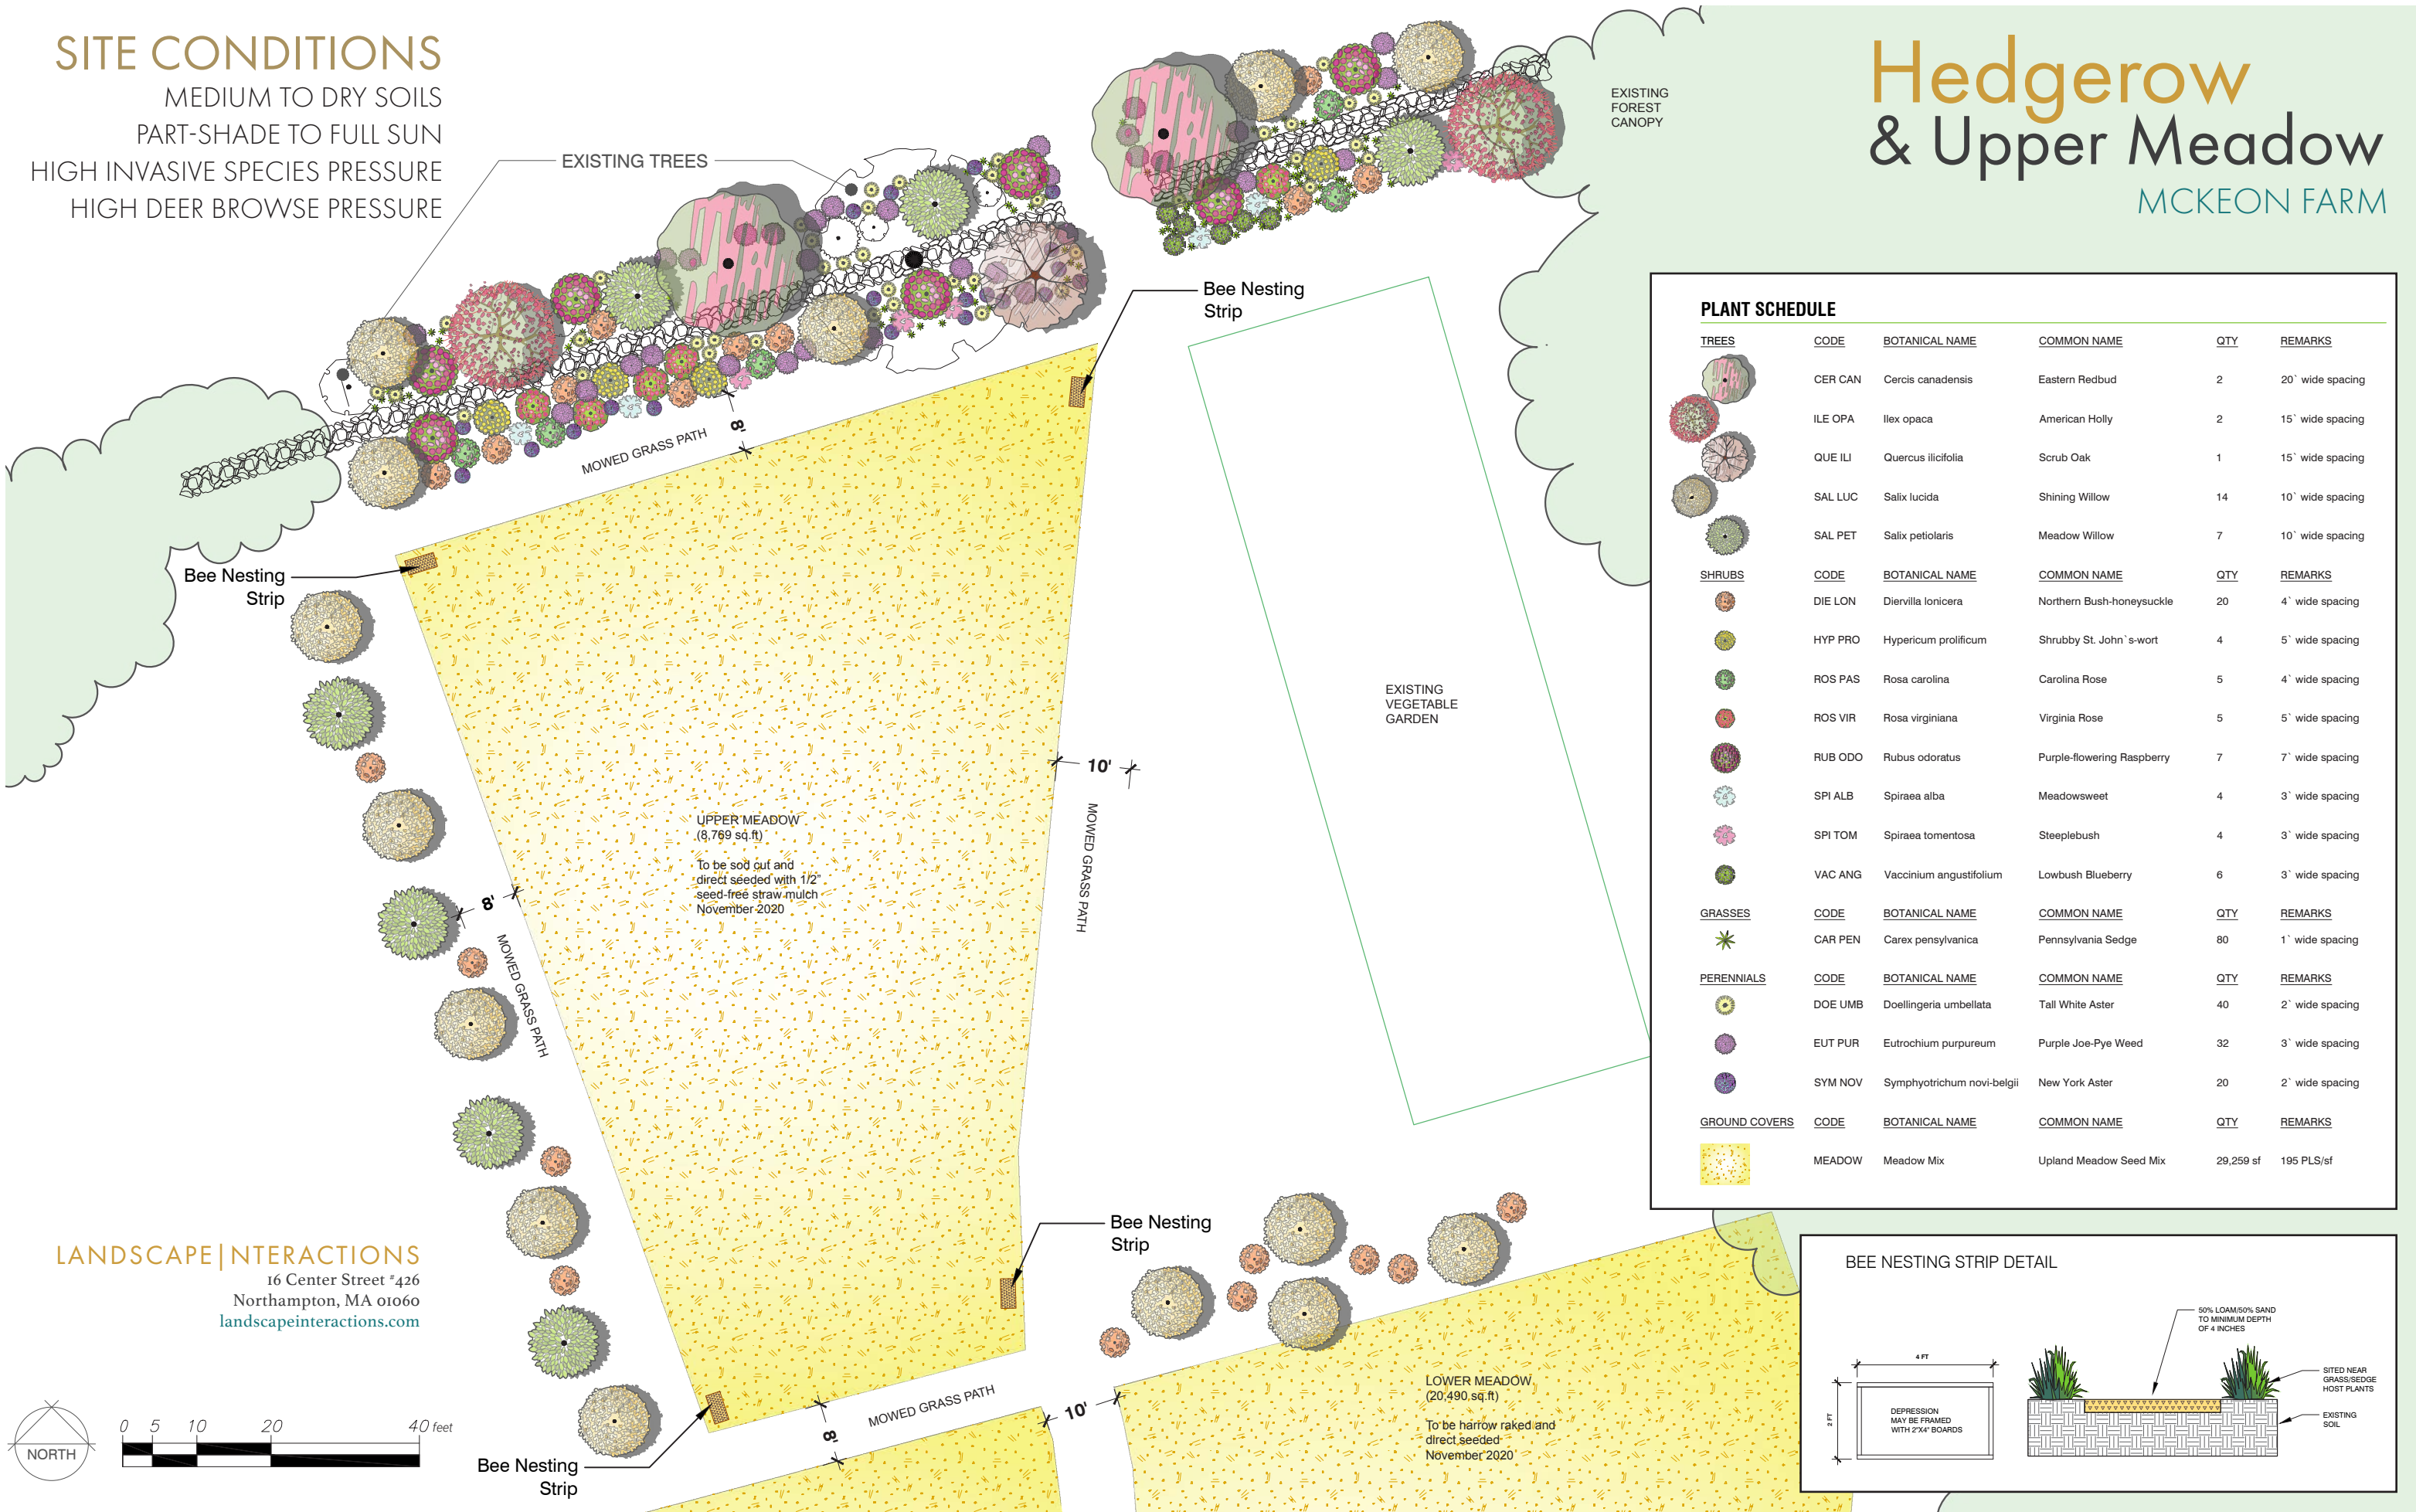 SITE CONDITIONS
MEDIUM TO DRY SOILS
PART-SHADE TO FULL SUN
HIGH INVASIVE SPECIES PRESSURE
HIGH DEER BROWSE PRESSURE
EXISTING TREES
EXISTING
FOREST
CANOPY
Hedgerow
& Upper Meadow
MCKEON FARM
Bee Nesting
Strip
8'
MOWED GRASS PATH
Bee Nesting
Strip
EXISTING
VEGETABLE
GARDEN
10'
MOWED GRASS PATH
UPPER MEADOW
(8,769 sq.ft)
To be sod cut and
direct seeded with 1/2"
seed-free straw mulch
November 2020
8'
MOWED GRASS PATH
Bee Nesting
Strip
MOWED GRASS PATH
8'
10'
Bee Nesting
Strip
LOWER MEADOW
(20,490 sq.ft)
To be harrow raked and
direct seeded
November 2020
LANDSCAPE|NTERACTIONS
16 Center Street #426
Northampton, MA 01060
landscapeinteractions.com
NORTH
0 5 10 20 40 feet
PLANT SCHEDULE
TREES CODE BOTANICAL NAME COMMON NAME QTY REMARKS
CER CAN Cercis canadensis Eastern Redbud 2 20` wide spacing
ILE OPA Ilex opaca American Holly 2 15` wide spacing
QUE ILI Quercus ilicifolia Scrub Oak 1 15` wide spacing
SAL LUC Salix lucida Shining Willow 14 10` wide spacing
SAL PET Salix petiolaris Meadow Willow 7 10` wide spacing
SHRUBS CODE BOTANICAL NAME COMMON NAME QTY REMARKS
DIE LON Diervilla lonicera Northern Bush-honeysuckle 20 4` wide spacing
HYP PRO Hypericum prolificum Shrubby St. John`s-wort 4 5` wide spacing
ROS PAS Rosa carolina Carolina Rose 5 4` wide spacing
ROS VIR Rosa virginiana Virginia Rose 5 5` wide spacing
RUB ODO Rubus odoratus Purple-flowering Raspberry 7 7` wide spacing
SPI ALB Spiraea alba Meadowsweet 4 3` wide spacing
SPI TOM Spiraea tomentosa Steeplebush 4 3` wide spacing
VAC ANG Vaccinium angustifolium Lowbush Blueberry 6 3` wide spacing
GRASSES CODE BOTANICAL NAME COMMON NAME QTY REMARKS
CAR PEN Carex pensylvanica Pennsylvania Sedge 80 1` wide spacing
PERENNIALS CODE BOTANICAL NAME COMMON NAME QTY REMARKS
DOE UMB Doellingeria umbellata Tall White Aster 40 2` wide spacing
EUT PUR Eutrochium purpureum Purple Joe-Pye Weed 32 3` wide spacing
SYM NOV Symphyotrichum novi-belgii New York Aster 20 2` wide spacing
GROUND COVERS CODE BOTANICAL NAME COMMON NAME QTY REMARKS
MEADOW Meadow Mix Upland Meadow Seed Mix 29,259 sf 195 PLS/sf
BEE NESTING STRIP DETAIL
4 FT
2 FT
DEPRESSION
MAY BE FRAMED
WITH 2"X4" BOARDS
50% LOAM/50% SAND
TO MINIMUM DEPTH
OF 4 INCHES
SITED NEAR
GRASS/SEDGE
HOST PLANTS
EXISTING
SOIL